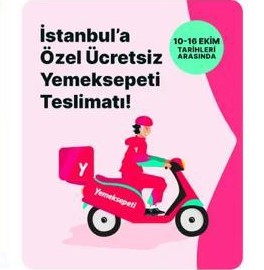 İstanbul'a
Özel Ücretsiz
Yemeksepeti
Teslimatı!
10-16 EKİM
TARİHLERİ
ARASINDA
Y
Yemeksepeti